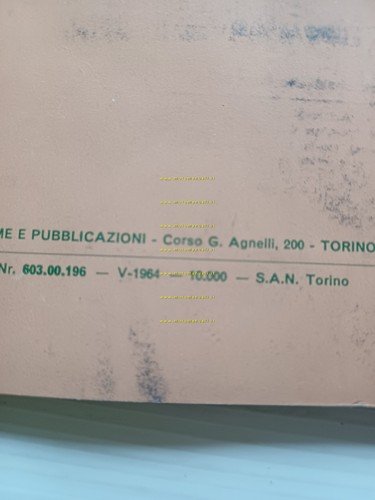 ME E PUBBLICAZIONI - Corso G. Agnelli, 200 - TORINO
Nr. 603.00.196 — V-1964 — 10.000 — S.A.N. Torino